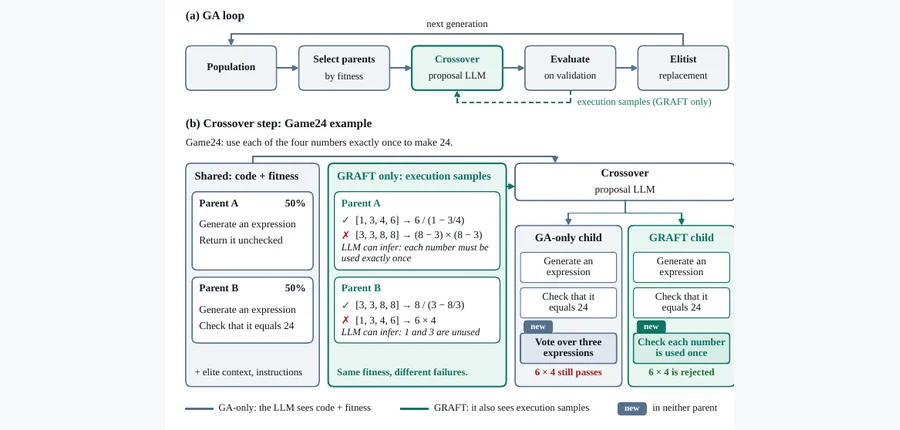 (a) GA loop
next generation
Population
Select parents
by fitness
Crossover
proposal LLM
Evaluate
on validation
Elitist
replacement
execution samples (GRAFT only)
(b) Crossover step: Game24 example
Game24: use each of the four numbers exactly once to make 24.
Shared: code + fitness
Parent A 50%
Generate an expression
Return it unchecked
Parent B 50%
Generate an expression
Check that it equals 24
+ elite context, instructions
GRAFT only: execution samples
Parent A
✓ [1, 3, 4, 6] → 6 / (1 − 3/4)
✗ [3, 3, 8, 8] → (8 − 3) × (8 − 3)
LLM can infer: each number must be
used exactly once
Parent B
✓ [3, 3, 8, 8] → 8 / (3 − 8/3)
✗ [1, 3, 4, 6] → 6 × 4
LLM can infer: 1 and 3 are unused
Same fitness, different failures.
Crossover
proposal LLM
GA-only child
Generate an
expression
Check that it
equals 24
new
Vote over three
expressions
6 × 4 still passes
GRAFT child
Generate an
expression
Check that it
equals 24
new
Check each number
is used once
6 × 4 is rejected
GA-only: the LLM sees code + fitness
GRAFT: it also sees execution samples
new in neither parent